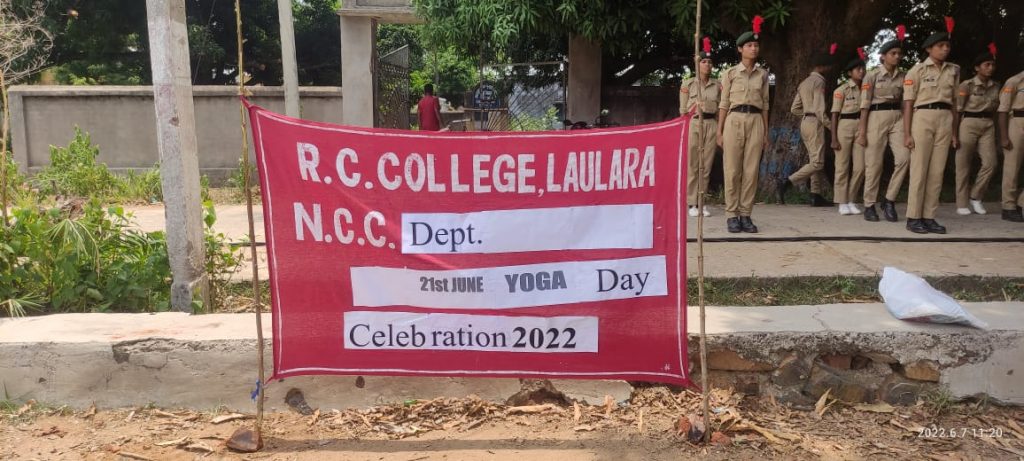 R.C.COLLEGE,LAULARA
N.C.C. Dept.
21st JUNE YOGA Day
Celebration 2022
2022.6.7 11:20